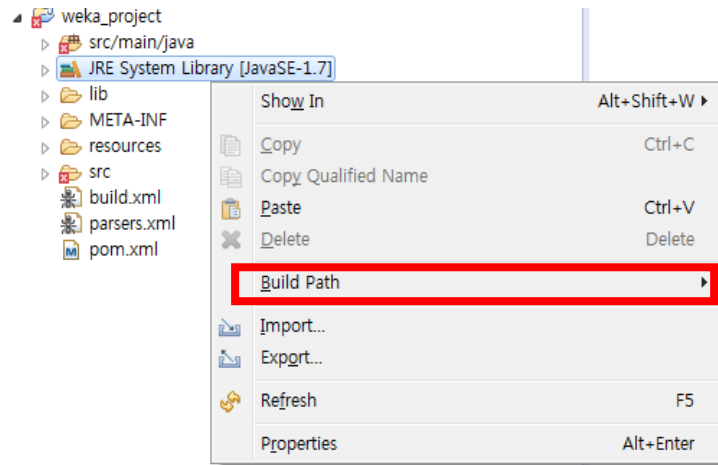 weka_project
src/main/java
JRE System Library [JavaSE-1.7]
lib
META-INF
resources
src
build.xml
parsers.xml
pom.xml
Show In Alt+Shift+W
Copy Ctrl+C
Copy Qualified Name
Paste Ctrl+V
Delete Delete
Build Path
Import...
Export...
Refresh F5
Properties Alt+Enter